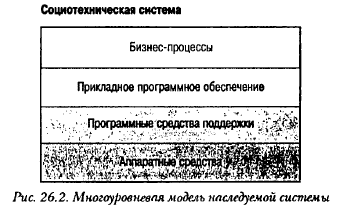 Социотехническая система
Бизнес-процессы
Прикладное программное обеспечение
Программные средства поддержки
Аппаратные средства
Рис. 26.2. Многоуровневая модель наследуемой системы